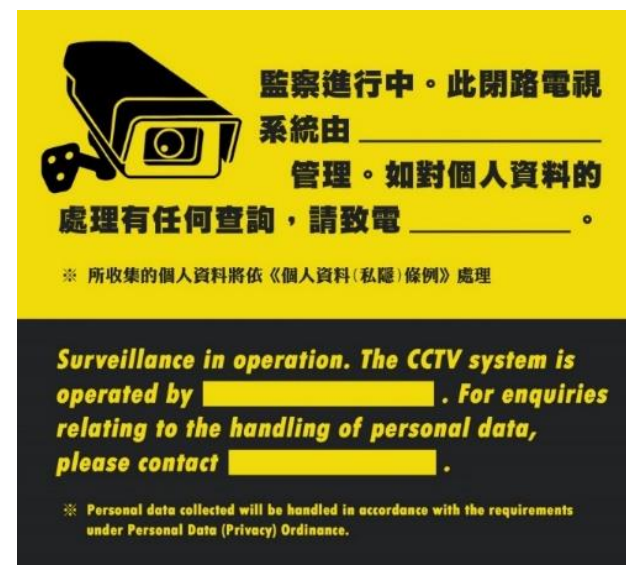 監察進行中。此閉路電視
系統由 ____________
管理。如對個人資料的
處理有任何查詢，請致電 ________。
※ 所收集的個人資料將依《個人資料(私隱)條例》處理
Surveillance in operation. The CCTV system is
operated by . For enquiries
relating to the handling of personal data,
please contact .
※ Personal data collected will be handled in accordance with the requirements
under Personal Data (Privacy) Ordinance.